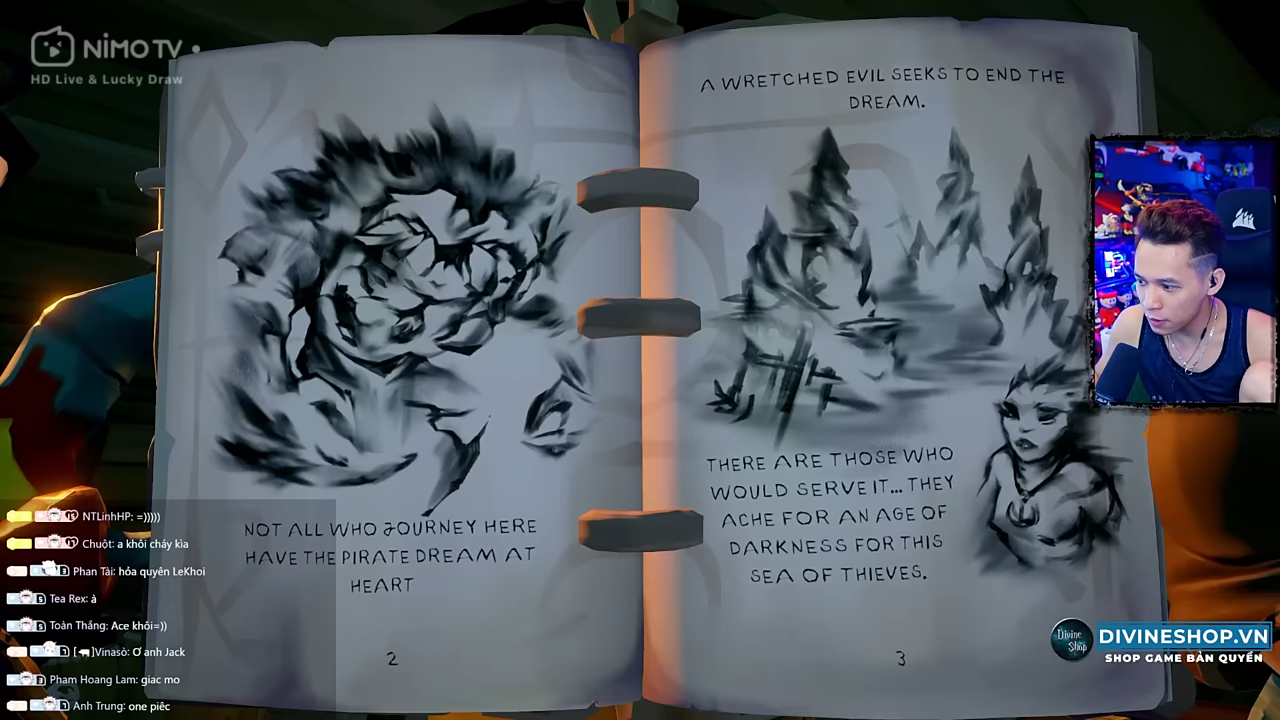 NIMO TV
HD Live & Lucky Draw
NOT ALL WHO JOURNEY HERE
HAVE THE PIRATE DREAM AT
HEART
2
A WRETCHED EVIL SEEKS TO END THE
DREAM.
THERE ARE THOSE WHO
WOULD SERVE IT... THEY
ACHE FOR AN AGE OF
DARKNESS FOR THIS
SEA OF THIEVES.
3
NTLinhHP: =)))))
Chuột: a khôi cháy kìa
Phan Tài: hỏa quyên LeKhoi
Tea Rex: à
Toàn Thắng: Ace khôi=))
]Vinasò: Ơ anh Jack
Pham Hoang Lam: giac mo
Anh Trung: one piêc
Divine
Shop
DIVINESHOP.VN
SHOP GAME BẢN QUYỀN